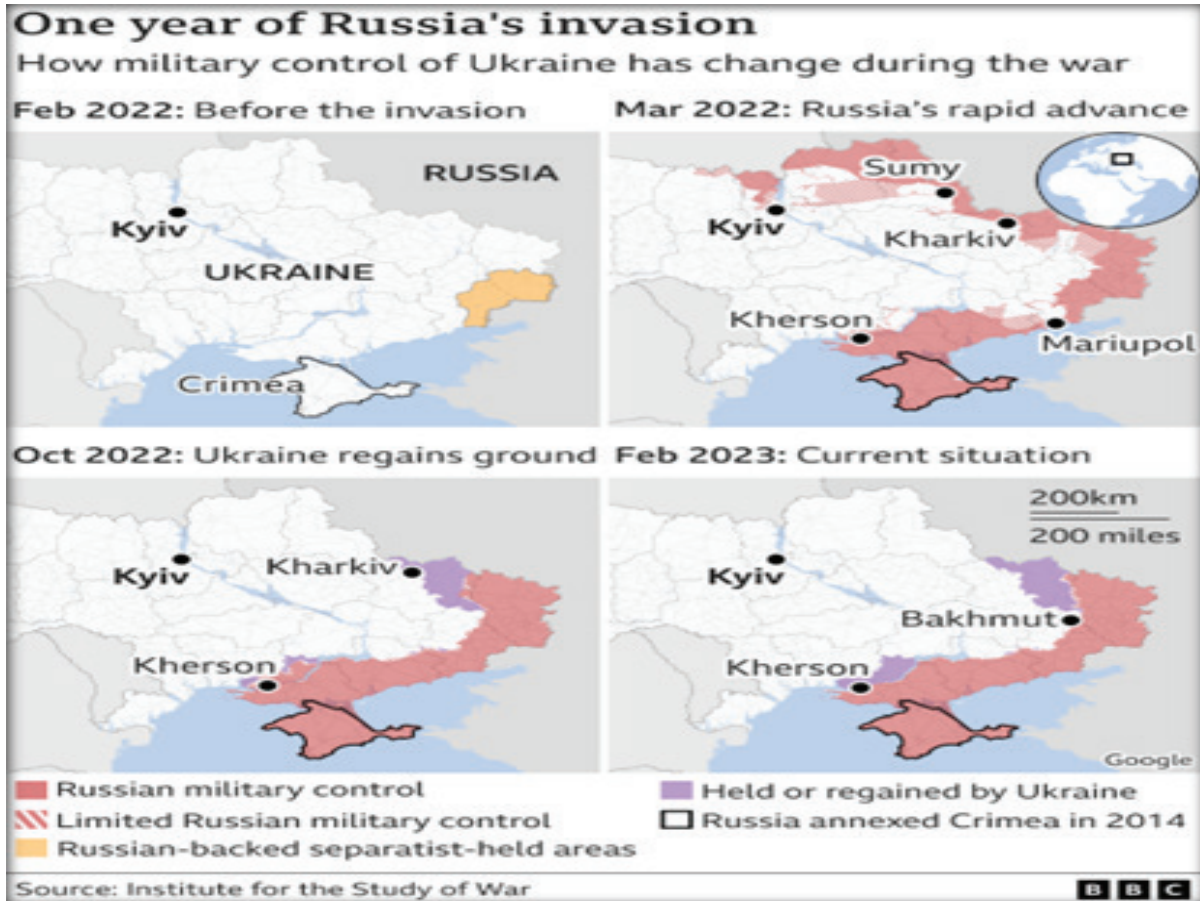 One year of Russia's invasion
How military control of Ukraine has change during the war
Feb 2022: Before the invasion
RUSSIA
Kyiv
UKRAINE
Crimea
Mar 2022: Russia's rapid advance
Sumy
Kyiv
Kharkiv
Kherson
Mariupol
Oct 2022: Ukraine regains ground
Kyiv
Kharkiv
Kherson
Feb 2023: Current situation
200km
200 miles
Kyiv
Bakhmut
Kherson
Google
Russian military control
Limited Russian military control
Russian-backed separatist-held areas
Held or regained by Ukraine
Russia annexed Crimea in 2014
Source: Institute for the Study of War
BBC